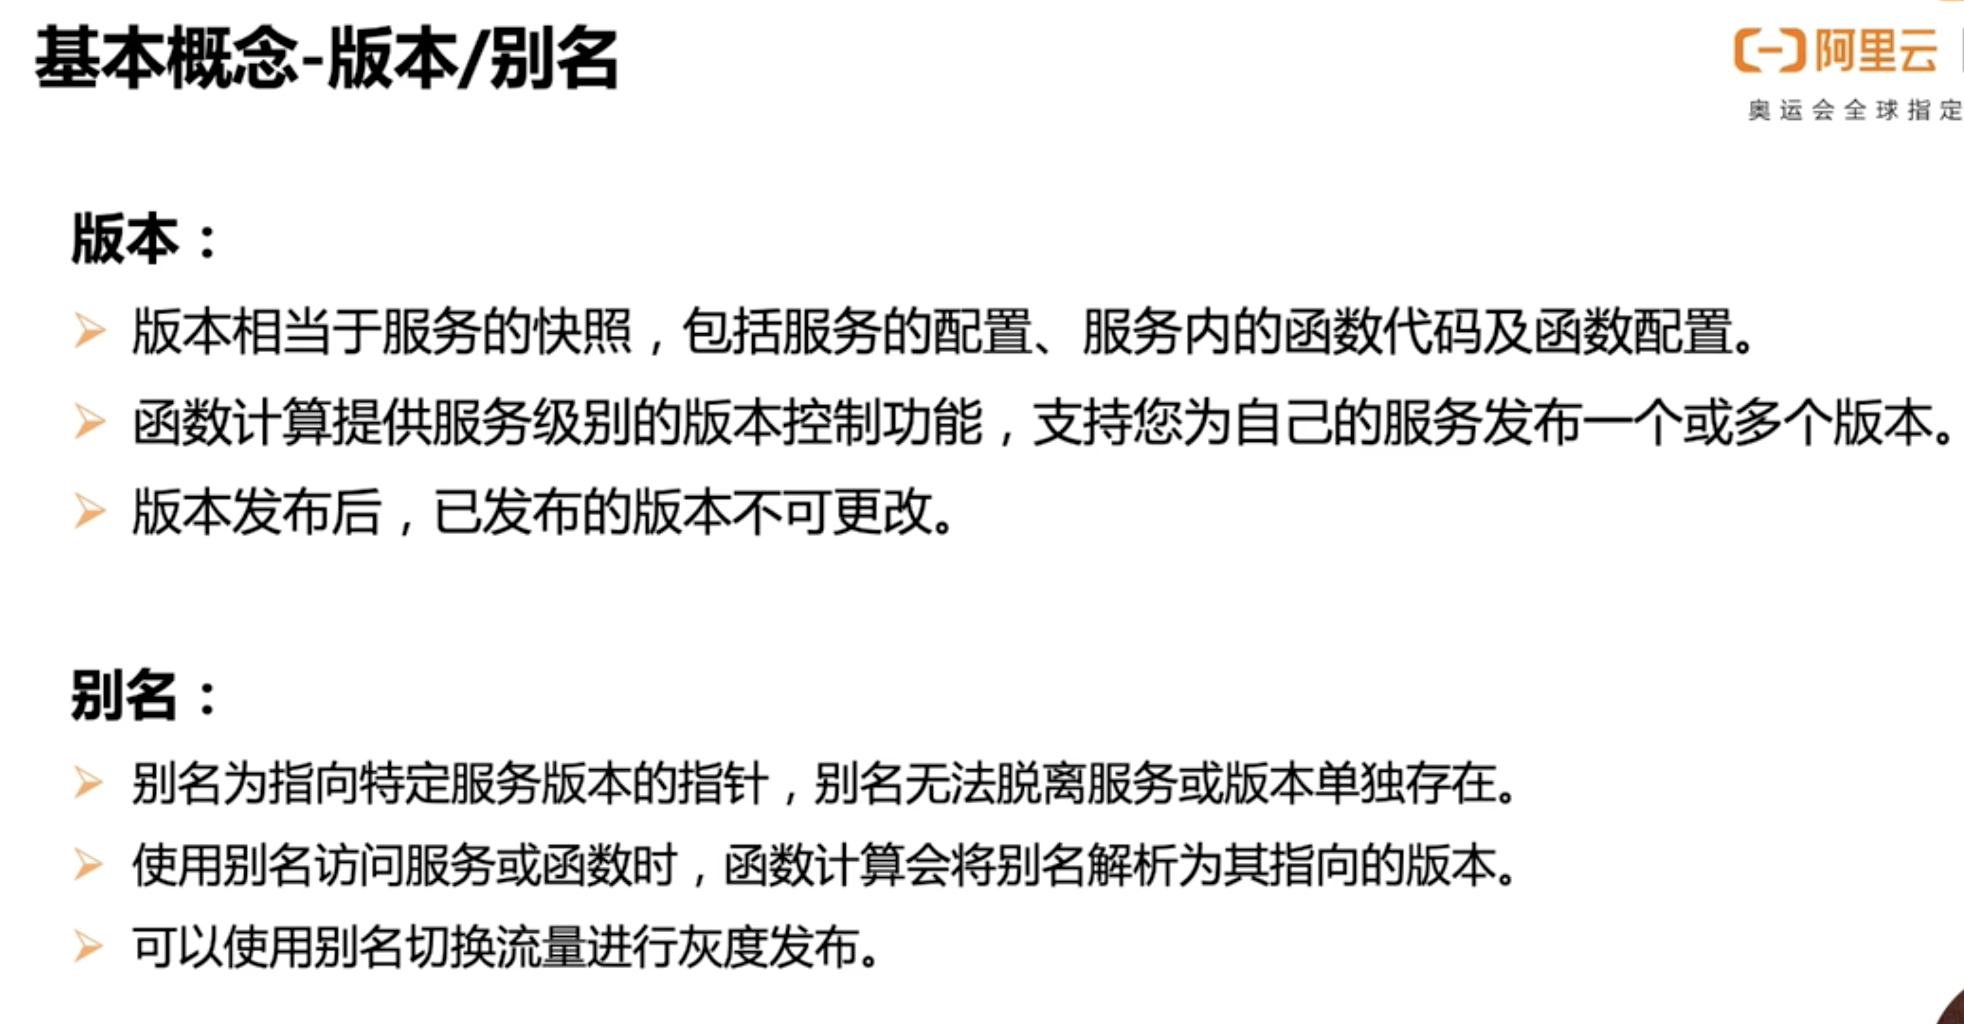 基本概念-版本/别名
阿里云
奥运会全球指定
版本：
版本相当于服务的快照，包括服务的配置、服务内的函数代码及函数配置。
函数计算提供服务级别的版本控制功能，支持您为自己的服务发布一个或多个版本。
版本发布后，已发布的版本不可更改。
别名：
别名为指向特定服务版本的指针，别名无法脱离服务或版本单独存在。
使用别名访问服务或函数时，函数计算会将别名解析为其指向的版本。
可以使用别名切换流量进行灰度发布。